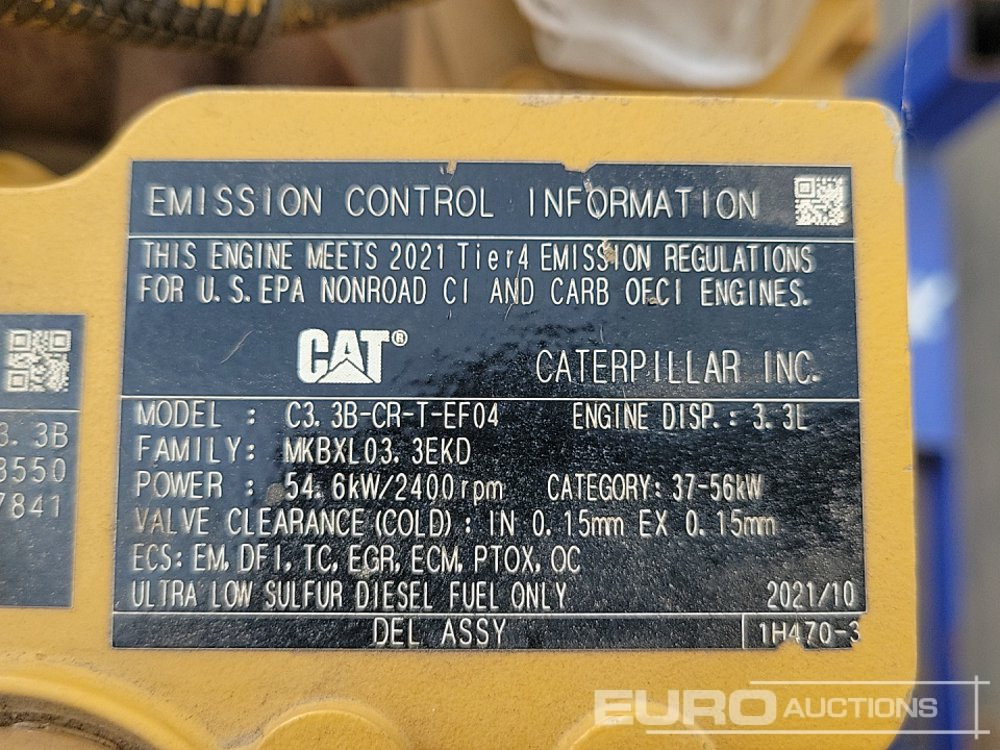 EMISSION CONTROL INFORMATION
THIS ENGINE MEETS 2021 Tier4 EMISSION REGULATIONS
FOR U.S.EPA NONROAD CI AND CARB OFCI ENGINES.
CAT® CATERPILLAR INC.
MODEL : C3.3B-CR-T-EF04 ENGINE DISP.: 3.3L
FAMILY: MKBXL03.3EKD
POWER : 54.6kW/2400rpm CATEGORY: 37-56kW
VALVE CLEARANCE(COLD): IN 0.15mm EX 0.15mm
ECS: EM, DFI, TC, EGR, ECM, PTOX, OC
ULTRA LOW SULFUR DIESEL FUEL ONLY 2021/10
DEL ASSY 1H470-3
3.3B
8550
7841
EURO AUCTIONS